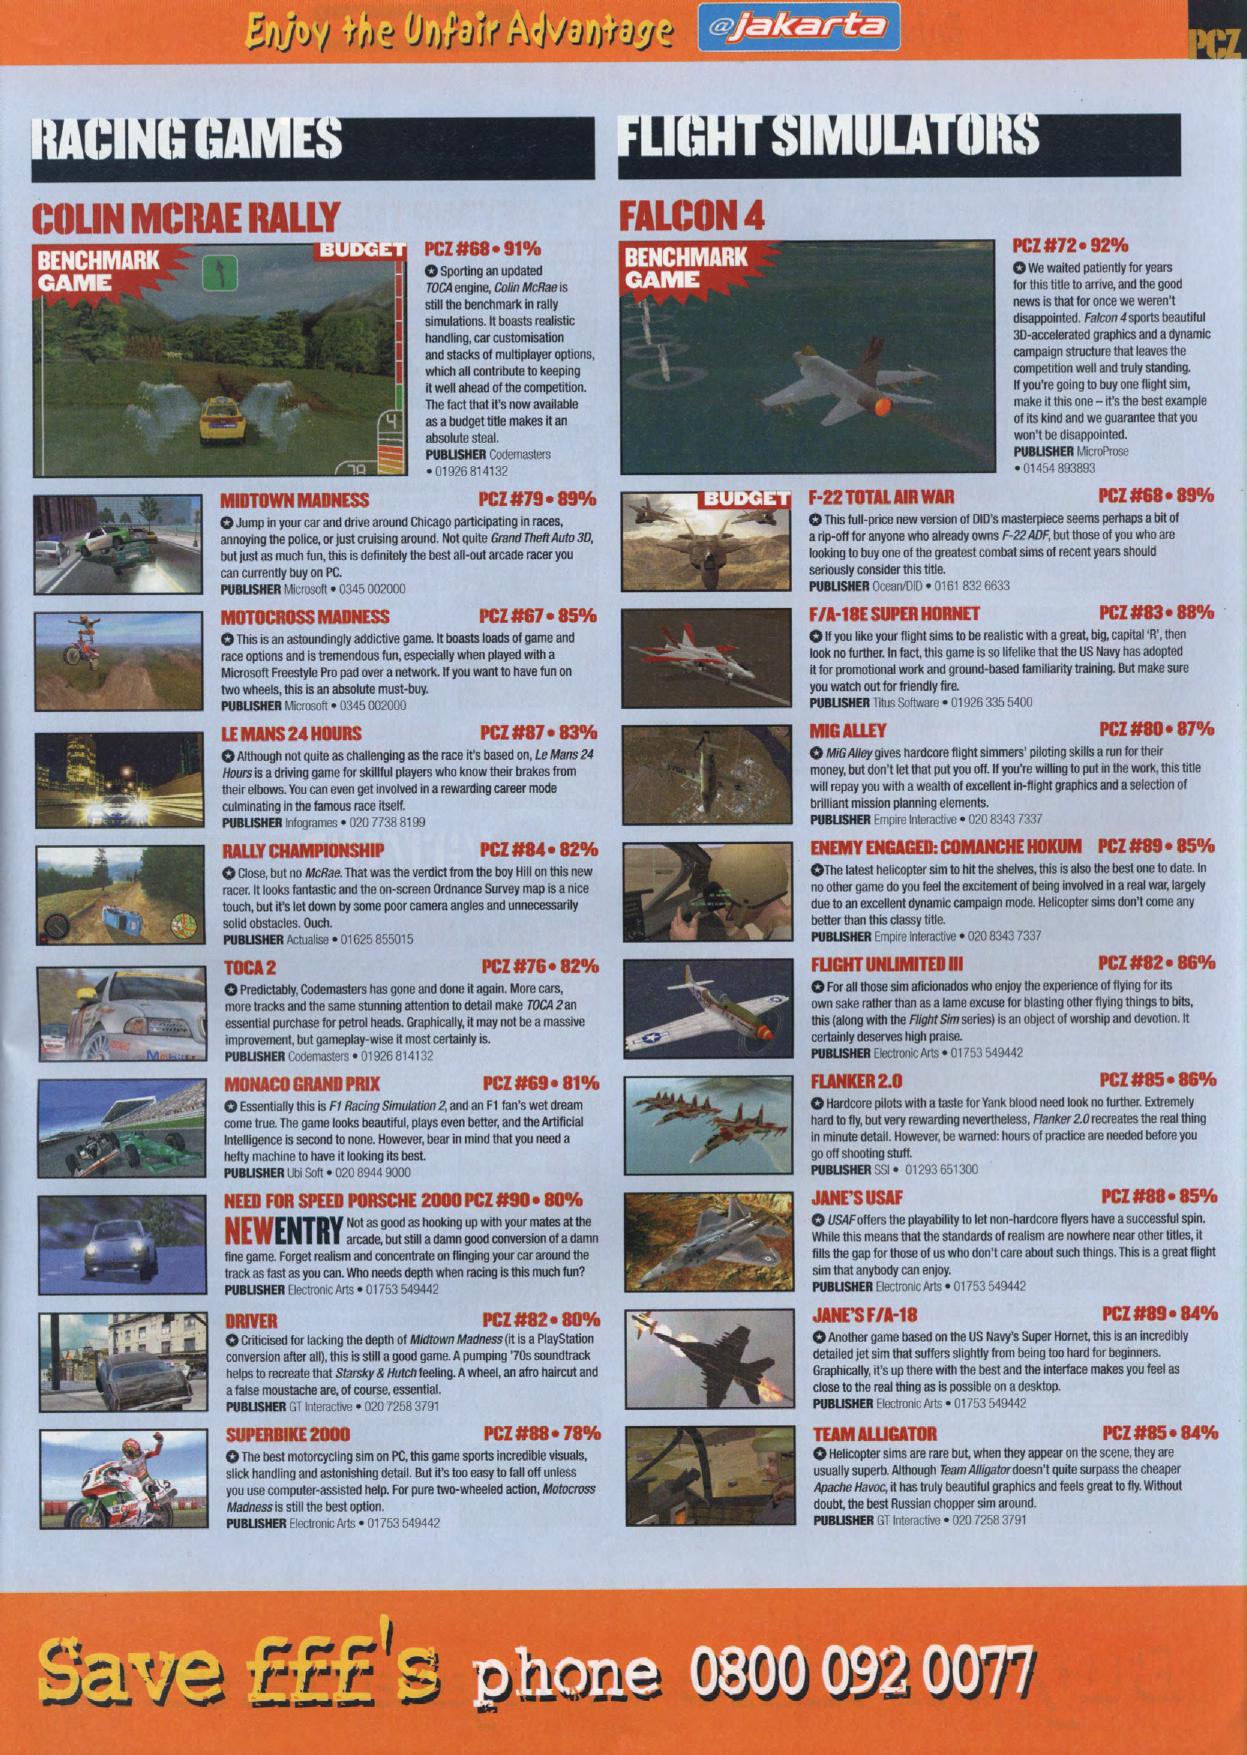 Enjoy the Unfair Advantage
@jakarta
PCZ
RACING GAMES
COLIN MCRAE RALLY
BENCHMARK
GAME
BUDGET
PCZ #68 • 91%
✪ Sporting an updated
TOCA engine, Colin McRae is
still the benchmark in rally
simulations. It boasts realistic
handling, car customisation
and stacks of multiplayer options,
which all contribute to keeping
it well ahead of the competition.
The fact that it's now available
as a budget title makes it an
absolute steal.
PUBLISHER Codemasters
• 01926 814132
MIDTOWN MADNESS PCZ #79 • 89%
✪ Jump in your car and drive around Chicago participating in races,
annoying the police, or just cruising around. Not quite Grand Theft Auto 3D,
but just as much fun, this is definitely the best all-out arcade racer you
can currently buy on PC.
PUBLISHER Microsoft • 0345 002000
MOTOCROSS MADNESS PCZ #67 • 85%
✪ This is an astoundingly addictive game. It boasts loads of game and
race options and is tremendous fun, especially when played with a
Microsoft Freestyle Pro pad over a network. If you want to have fun on
two wheels, this is an absolute must-buy.
PUBLISHER Microsoft • 0345 002000
LE MANS 24 HOURS PCZ #87 • 83%
✪ Although not quite as challenging as the race it's based on, Le Mans 24
Hours is a driving game for skillful players who know their brakes from
their elbows. You can even get involved in a rewarding career mode
culminating in the famous race itself.
PUBLISHER Infogrames • 020 7738 8199
RALLY CHAMPIONSHIP PCZ #84 • 82%
✪ Close, but no McRae. That was the verdict from the boy Hill on this new
racer. It looks fantastic and the on-screen Ordnance Survey map is a nice
touch, but it's let down by some poor camera angles and unnecessarily
solid obstacles. Ouch.
PUBLISHER Actualise • 01625 855015
TOCA 2 PCZ #76 • 82%
✪ Predictably, Codemasters has gone and done it again. More cars,
more tracks and the same stunning attention to detail make TOCA 2 an
essential purchase for petrol heads. Graphically, it may not be a massive
improvement, but gameplay-wise it most certainly is.
PUBLISHER Codemasters • 01926 814132
MONACO GRAND PRIX PCZ #69 • 81%
✪ Essentially this is F1 Racing Simulation 2, and an F1 fan's wet dream
come true. The game looks beautiful, plays even better, and the Artificial
Intelligence is second to none. However, bear in mind that you need a
hefty machine to have it looking its best.
PUBLISHER Ubi Soft • 020 8944 9000
NEED FOR SPEED PORSCHE 2000 PCZ #90 • 80%
NEW ENTRY Not as good as hooking up with your mates at the
arcade, but still a damn good conversion of a damn
fine game. Forget realism and concentrate on flinging your car around the
track as fast as you can. Who needs depth when racing is this much fun?
PUBLISHER Electronic Arts • 01753 549442
DRIVER PCZ #82 • 80%
✪ Criticised for lacking the depth of Midtown Madness (it is a PlayStation
conversion after all), this is still a good game. A pumping '70s soundtrack
helps to recreate that Starsky & Hutch feeling. A wheel, an afro haircut and
a false moustache are, of course, essential.
PUBLISHER GT Interactive • 020 7258 3791
SUPERBIKE 2000 PCZ #88 • 78%
✪ The best motorcycling sim on PC, this game sports incredible visuals,
slick handling and astonishing detail. But it's too easy to fall off unless
you use computer-assisted help. For pure two-wheeled action, Motocross
Madness is still the best option.
PUBLISHER Electronic Arts • 01753 549442
FLIGHT SIMULATORS
FALCON 4
BENCHMARK
GAME
PCZ #72 • 92%
✪ We waited patiently for years
for this title to arrive, and the good
news is that for once we weren't
disappointed. Falcon 4 sports beautiful
3D-accelerated graphics and a dynamic
campaign structure that leaves the
competition well and truly standing.
If you're going to buy one flight sim,
make it this one – it's the best example
of its kind and we guarantee that you
won't be disappointed.
PUBLISHER MicroProse
• 01454 893893
BUDGET
F-22 TOTAL AIR WAR PCZ #68 • 89%
✪ This full-price new version of DID's masterpiece seems perhaps a bit of
a rip-off for anyone who already owns F-22 ADF, but those of you who are
looking to buy one of the greatest combat sims of recent years should
seriously consider this title.
PUBLISHER Ocean/DID • 0161 832 6633
F/A-18E SUPER HORNET PCZ #83 • 88%
✪ If you like your flight sims to be realistic with a great, big, capital 'R', then
look no further. In fact, this game is so lifelike that the US Navy has adopted
it for promotional work and ground-based familiarity training. But make sure
you watch out for friendly fire.
PUBLISHER Titus Software • 01926 335 5400
MIG ALLEY PCZ #80 • 87%
✪ MiG Alley gives hardcore flight simmers' piloting skills a run for their
money, but don't let that put you off. If you're willing to put in the work, this title
will repay you with a wealth of excellent in-flight graphics and a selection of
brilliant mission planning elements.
PUBLISHER Empire Interactive • 020 8343 7337
ENEMY ENGAGED: COMANCHE HOKUM PCZ #89 • 85%
✪ The latest helicopter sim to hit the shelves, this is also the best one to date. In
no other game do you feel the excitement of being involved in a real war, largely
due to an excellent dynamic campaign mode. Helicopter sims don't come any
better than this classy title.
PUBLISHER Empire Interactive • 020 8343 7337
FLIGHT UNLIMITED III PCZ #82 • 86%
✪ For all those sim aficionados who enjoy the experience of flying for its
own sake rather than as a lame excuse for blasting other flying things to bits,
this (along with the Flight Sim series) is an object of worship and devotion. It
certainly deserves high praise.
PUBLISHER Electronic Arts • 01753 549442
FLANKER 2.0 PCZ #85 • 86%
✪ Hardcore pilots with a taste for Yank blood need look no further. Extremely
hard to fly, but very rewarding nevertheless, Flanker 2.0 recreates the real thing
in minute detail. However, be warned: hours of practice are needed before you
go off shooting stuff.
PUBLISHER SSI • 01293 651300
JANE'S USAF PCZ #88 • 85%
✪ USAF offers the playability to let non-hardcore flyers have a successful spin.
While this means that the standards of realism are nowhere near other titles, it
fills the gap for those of us who don't care about such things. This is a great flight
sim that anybody can enjoy.
PUBLISHER Electronic Arts • 01753 549442
JANE'S F/A-18 PCZ #89 • 84%
✪ Another game based on the US Navy's Super Hornet, this is an incredibly
detailed jet sim that suffers slightly from being too hard for beginners.
Graphically, it's up there with the best and the interface makes you feel as
close to the real thing as is possible on a desktop.
PUBLISHER Electronic Arts • 01753 549442
TEAM ALLIGATOR PCZ #85 • 84%
✪ Helicopter sims are rare but, when they appear on the scene, they are
usually superb. Although Team Alligator doesn't quite surpass the cheaper
Apache Havoc, it has truly beautiful graphics and feels great to fly. Without
doubt, the best Russian chopper sim around.
PUBLISHER GT Interactive • 020 7258 3791
Save £££'s phone 0800 092 0077